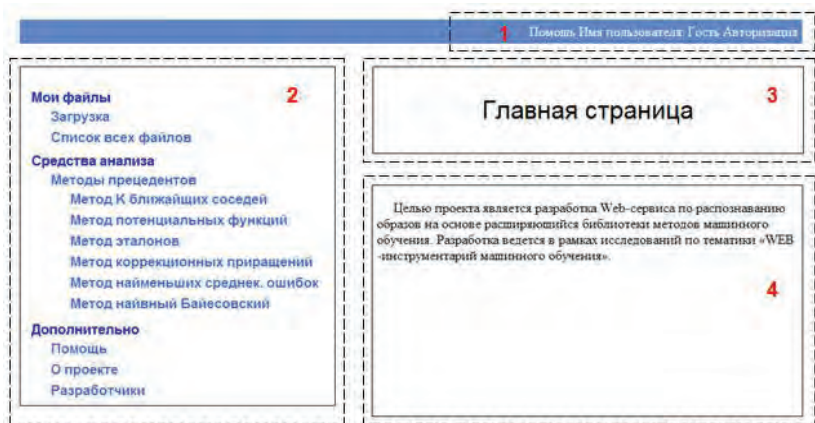 1
Помощь Имя пользователя: Гость Авторизация
2
Мои файлы
Загрузка
Список всех файлов
Средства анализа
Методы прецедентов
Метод К ближайших соседей
Метод потенциальных функций
Метод эталонов
Метод коррекционных приращений
Метод найменьших среднек. ошибок
Метод найвный Байесовский
Дополнительно
Помощь
О проекте
Разработчики
3
Главная страница
Целью проекта является разработка Web-сервиса по распознаванию
образов на основе расширяющийся библиотеки методов машинного
обучения. Разработка ведется в рамках исследований по тематики «WEB
-инструментарий машинного обучения».
4